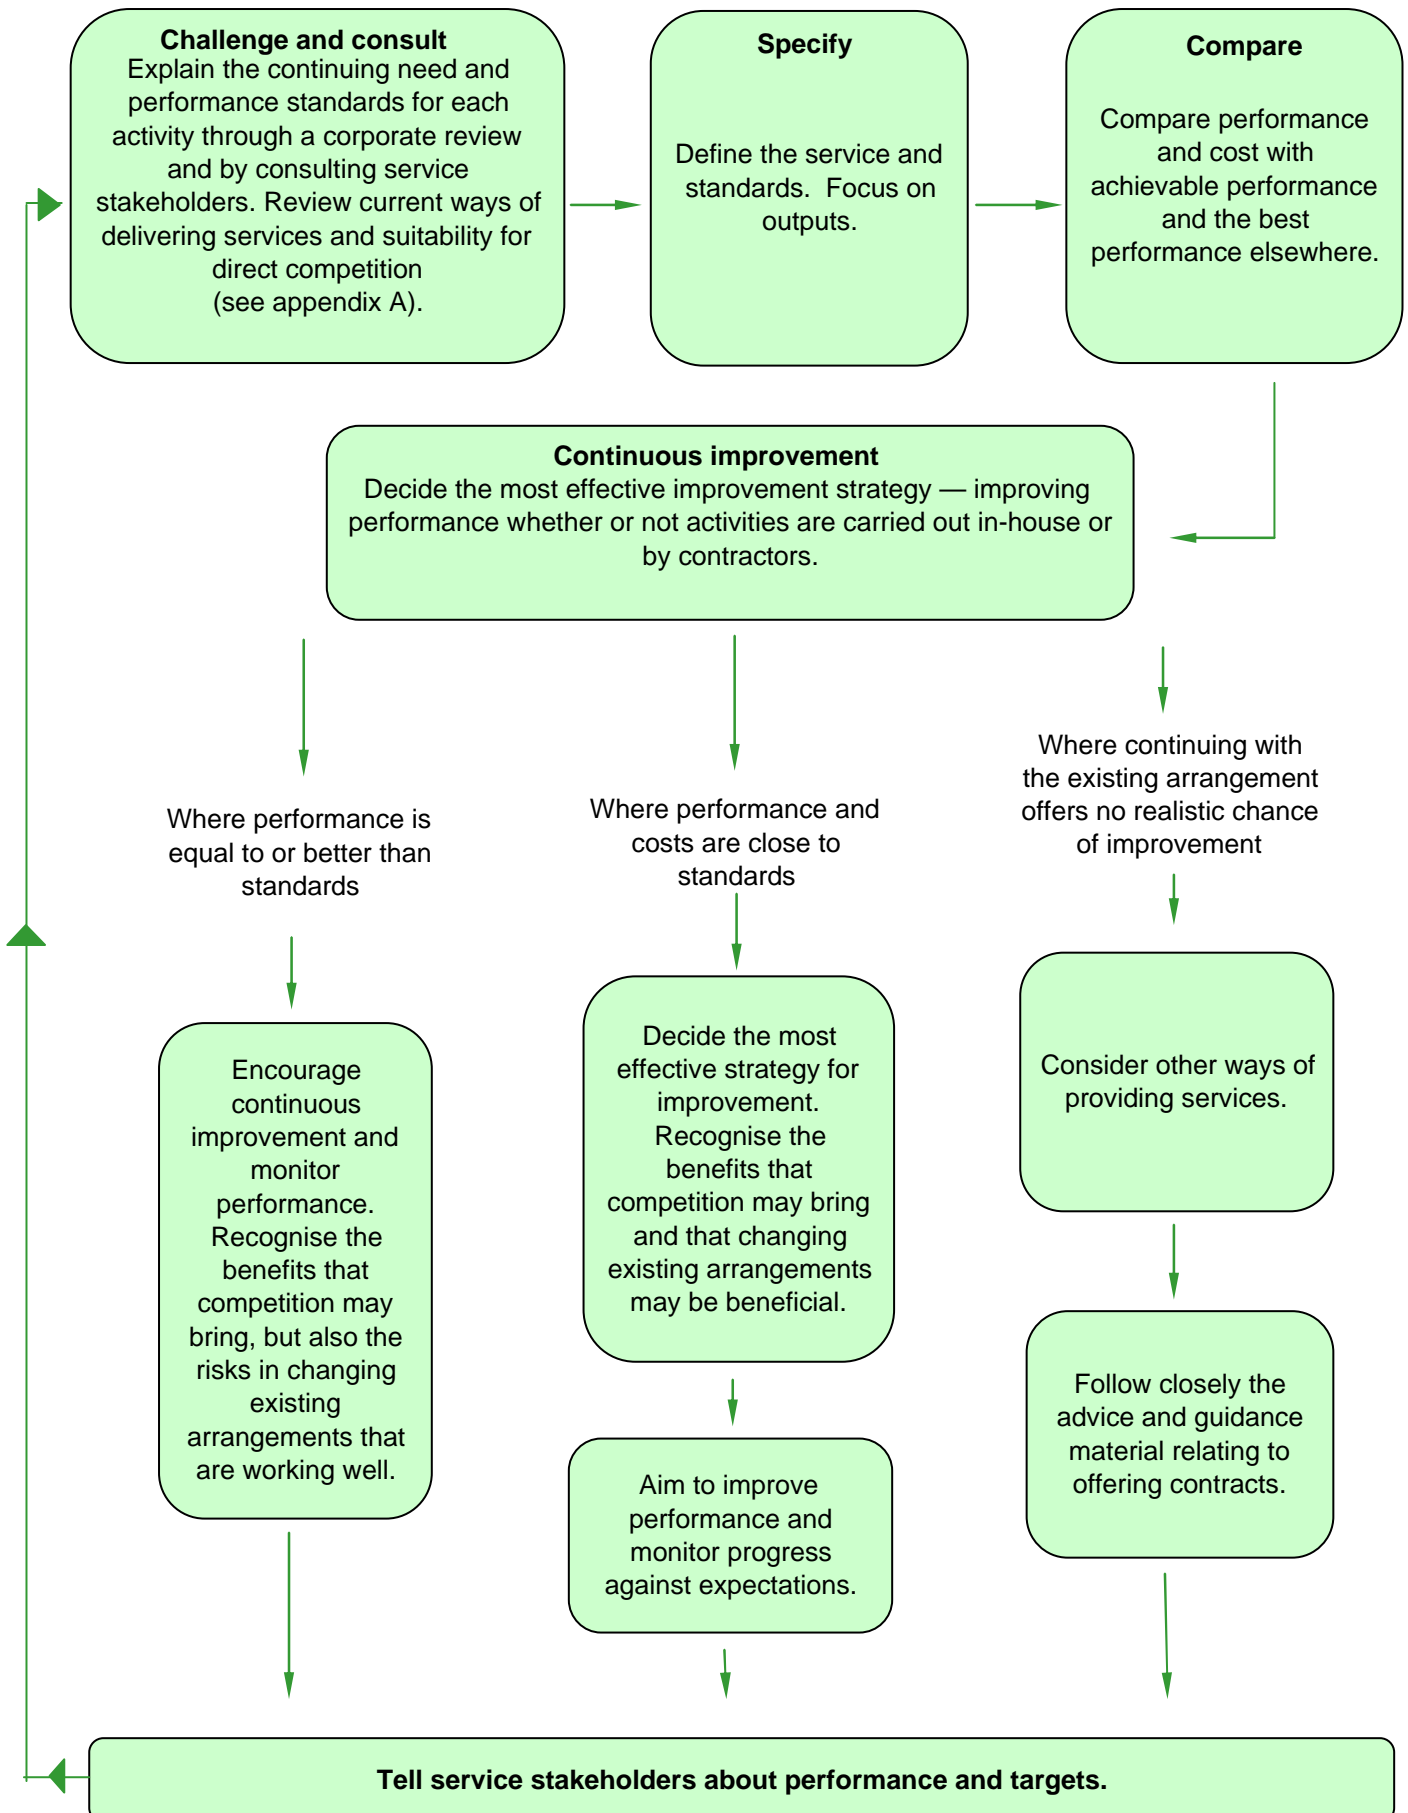 Challenge and consult
Explain the continuing need and
performance standards for each
activity through a corporate review
and by consulting service
stakeholders. Review current ways of
delivering services and suitability for
direct competition
(see appendix A).
Specify
Define the service and
standards.  Focus on
outputs.
Compare
Compare performance
and cost with
achievable performance
and the best
performance elsewhere.
Continuous improvement
Decide the most effective improvement strategy — improving
performance whether or not activities are carried out in-house or
by contractors.
Where performance is
equal to or better than
standards
Encourage
continuous
improvement and
monitor
performance.
Recognise the
benefits that
competition may
bring, but also the
risks in changing
existing
arrangements that
are working well.
Where performance and
costs are close to
standards
Decide the most
effective strategy for
improvement.
Recognise the
benefits that
competition may bring
and that changing
existing arrangements
may be beneficial.
Aim to improve
performance and
monitor progress
against expectations.
Where continuing with
the existing arrangement
offers no realistic chance
of improvement
Consider other ways of
providing services.
Follow closely the
advice and guidance
material relating to
offering contracts.
Tell service stakeholders about performance and targets.